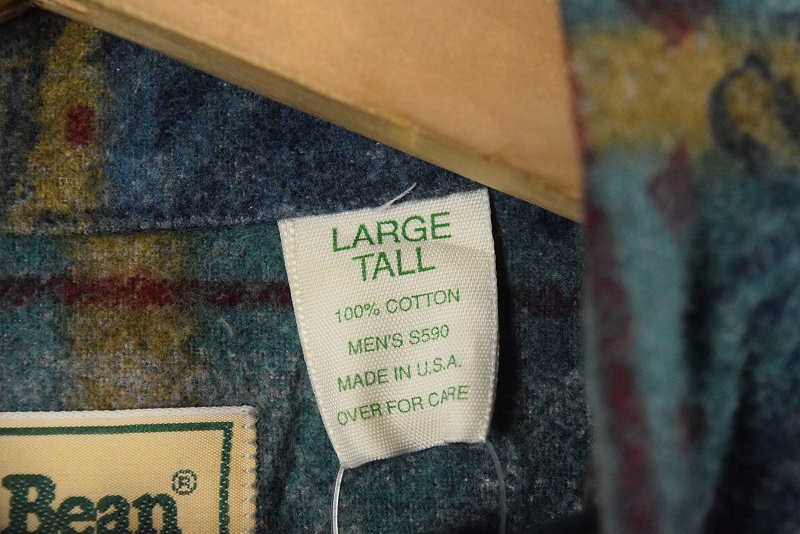 LARGE
TALL
100% COTTON
MEN'S S590
MADE IN U.S.A.
OVER FOR CARE
Bean®